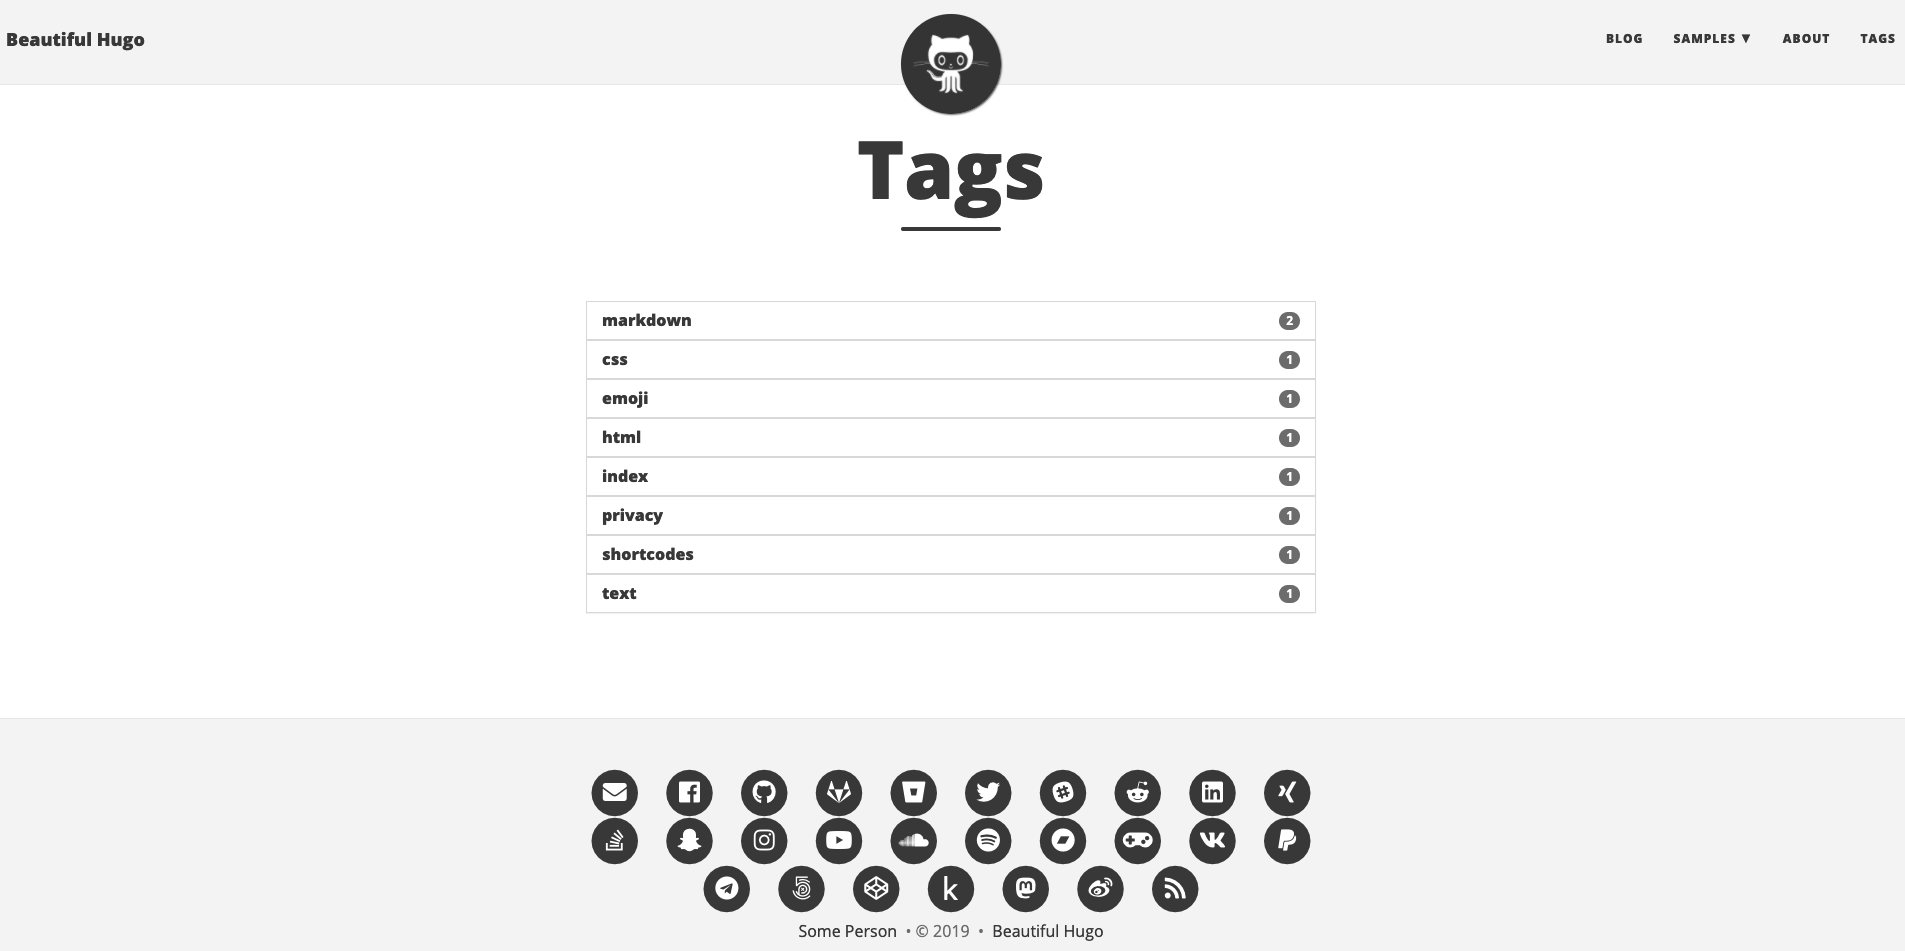 Beautiful Hugo
BLOG SAMPLES ▼ ABOUT TAGS
Tags
markdown 2
css 1
emoji 1
html 1
index 1
privacy 1
shortcodes 1
text 1
Some Person • © 2019 • Beautiful Hugo